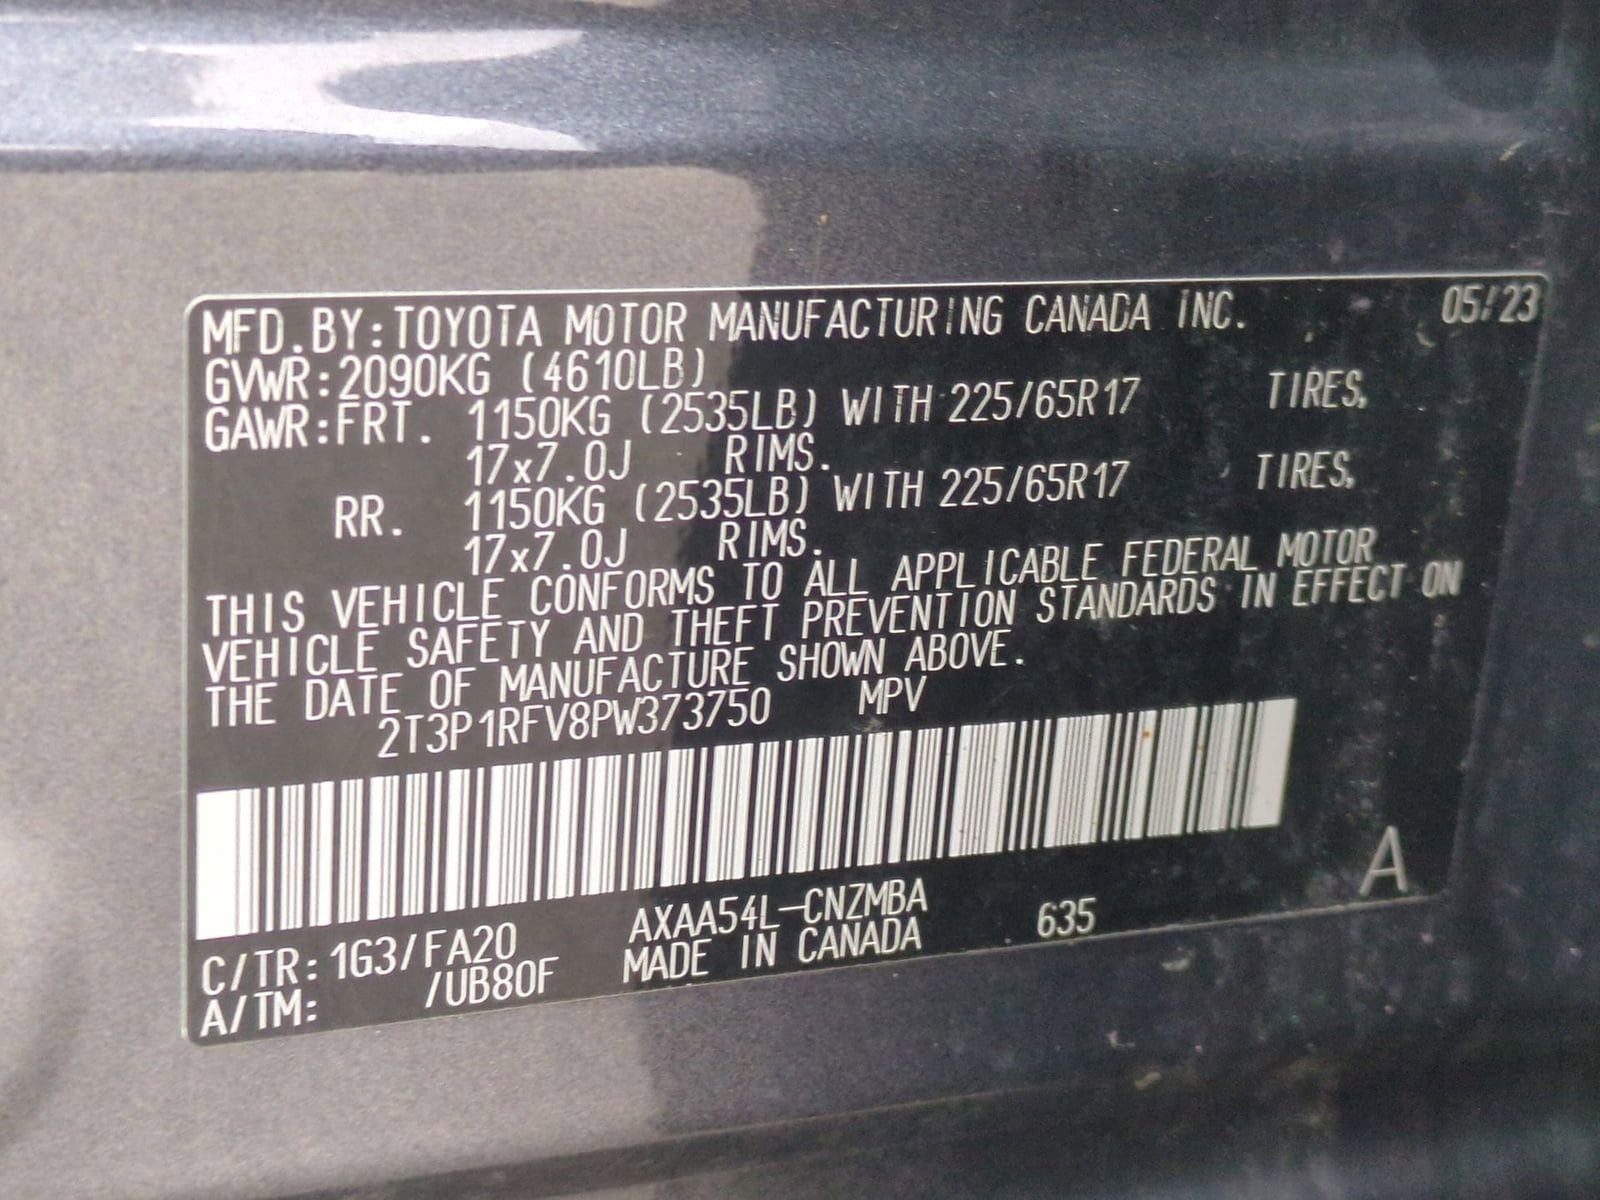 MFD.BY:TOYOTA MOTOR MANUFACTURING CANADA INC. 05/23
GVWR:2090KG (4610LB)
GAWR:FRT. 1150KG (2535LB) WITH 225/65R17 TIRES,
17x7.0J RIMS.
RR. 1150KG (2535LB) WITH 225/65R17 TIRES,
17x7.0J RIMS.
THIS VEHICLE CONFORMS TO ALL APPLICABLE FEDERAL MOTOR
VEHICLE SAFETY AND THEFT PREVENTION STANDARDS IN EFFECT ON
THE DATE OF MANUFACTURE SHOWN ABOVE.
2T3P1RFV8PW373750 MPV
A
C/TR:1G3/FA20 AXAA54L-CNZMBA 635
A/TM: /UB80F MADE IN CANADA